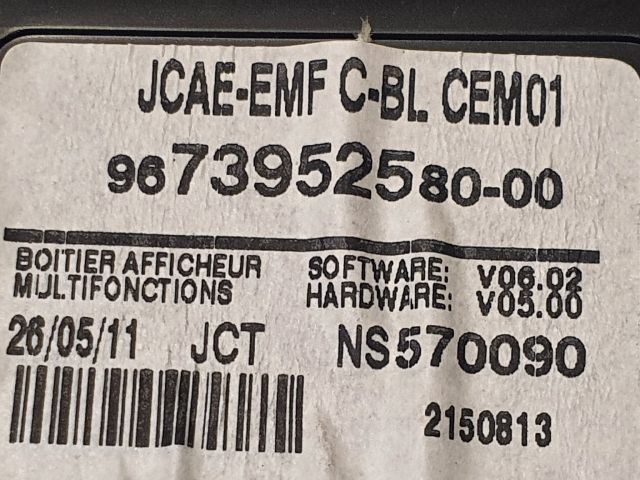 JCAE-EMF C-BL CEM01
9673952580-00
BOITIER AFFICHEUR
MULTIFONCTIONS
SOFTWARE: V06.02
HARDWARE: V05.00
26/05/11 JCT NS570090
2150813